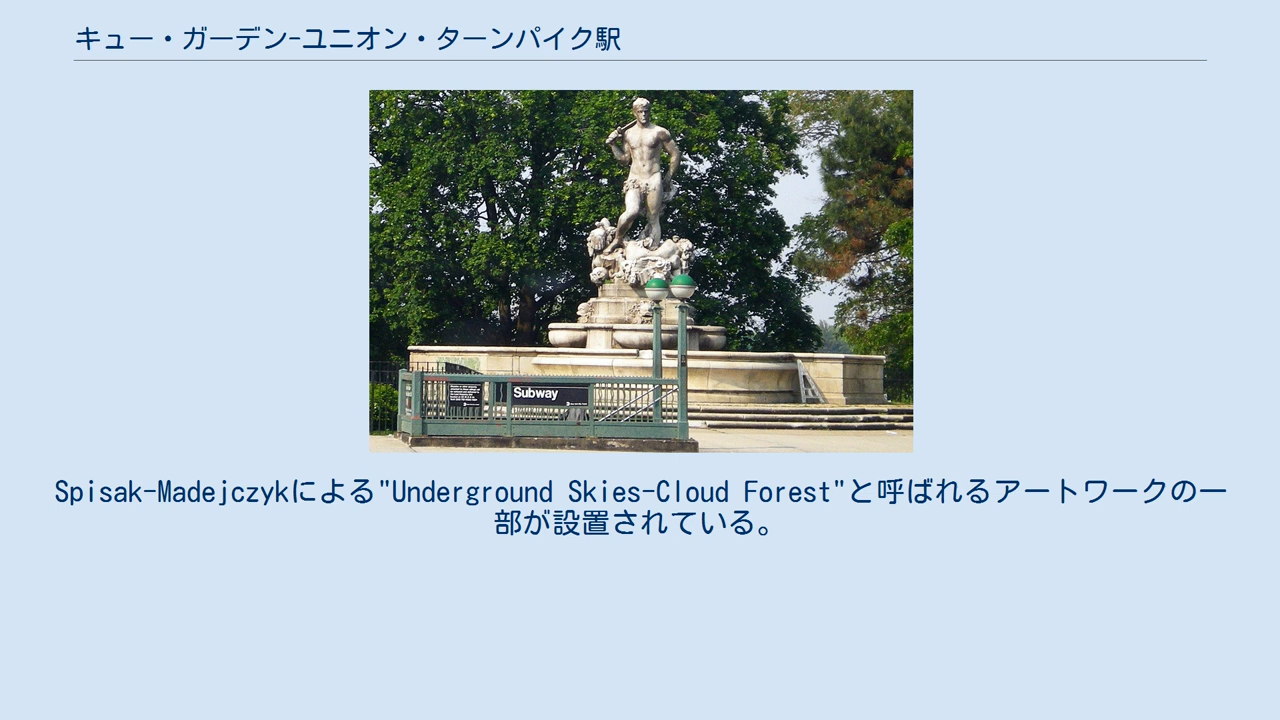 キュー・ガーデン-ユニオン・ターンパイク駅
Subway
Spisak-Madejczykによる"Underground Skies-Cloud Forest"と呼ばれるアートワークの一
部が設置されている。